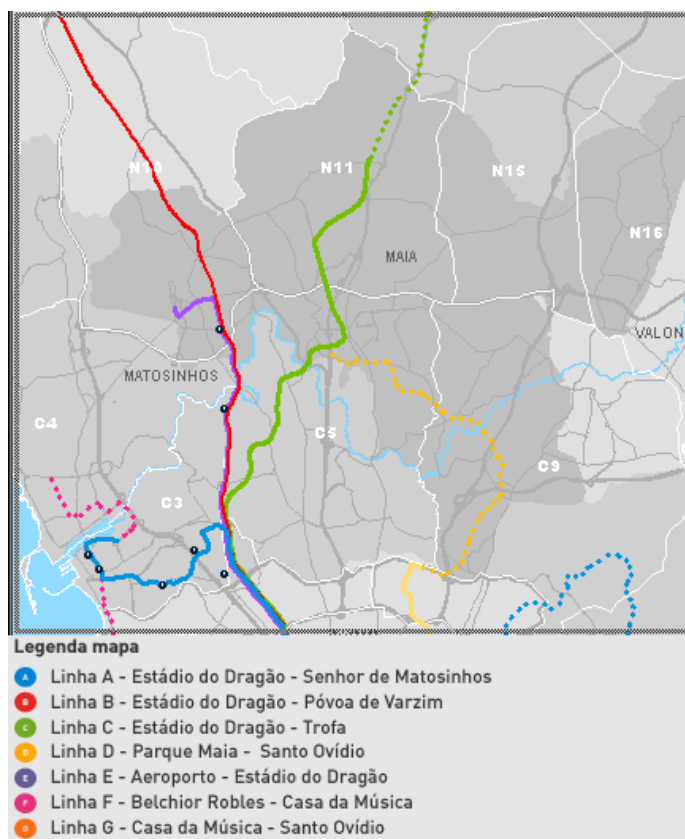 N10
N11
N15
N16
MAIA
VALON
MATOSINHOS
C4
C5
C9
C3
Legenda mapa
A Linha A - Estádio do Dragão - Senhor de Matosinhos
B Linha B - Estádio do Dragão - Póvoa de Varzim
C Linha C - Estádio do Dragão - Trofa
D Linha D - Parque Maia - Santo Ovídio
E Linha E - Aeroporto - Estádio do Dragão
F Linha F - Belchior Robles - Casa da Música
Linha G - Casa da Música - Santo Ovídio